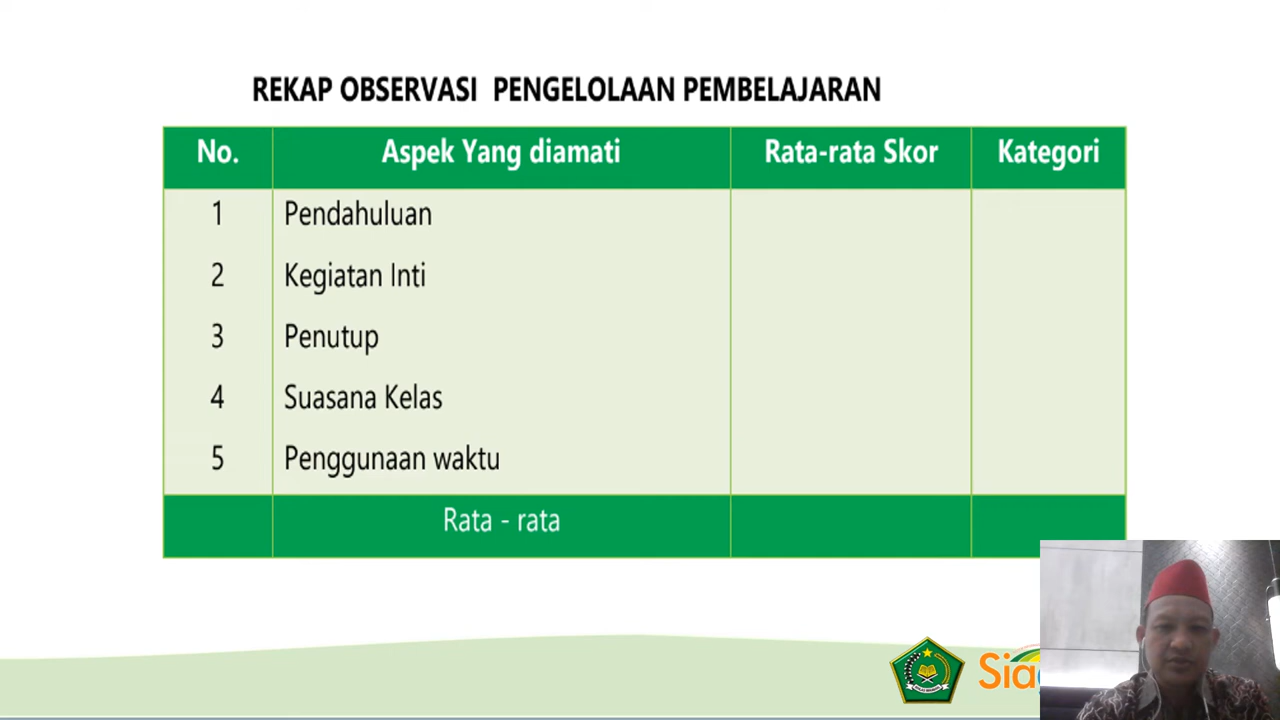 REKAP OBSERVASI PENGELOLAAN PEMBELAJARAN
No. Aspek Yang diamati Rata-rata Skor Kategori
1 Pendahuluan
2 Kegiatan Inti
3 Penutup
4 Suasana Kelas
5 Penggunaan waktu
Rata - rata